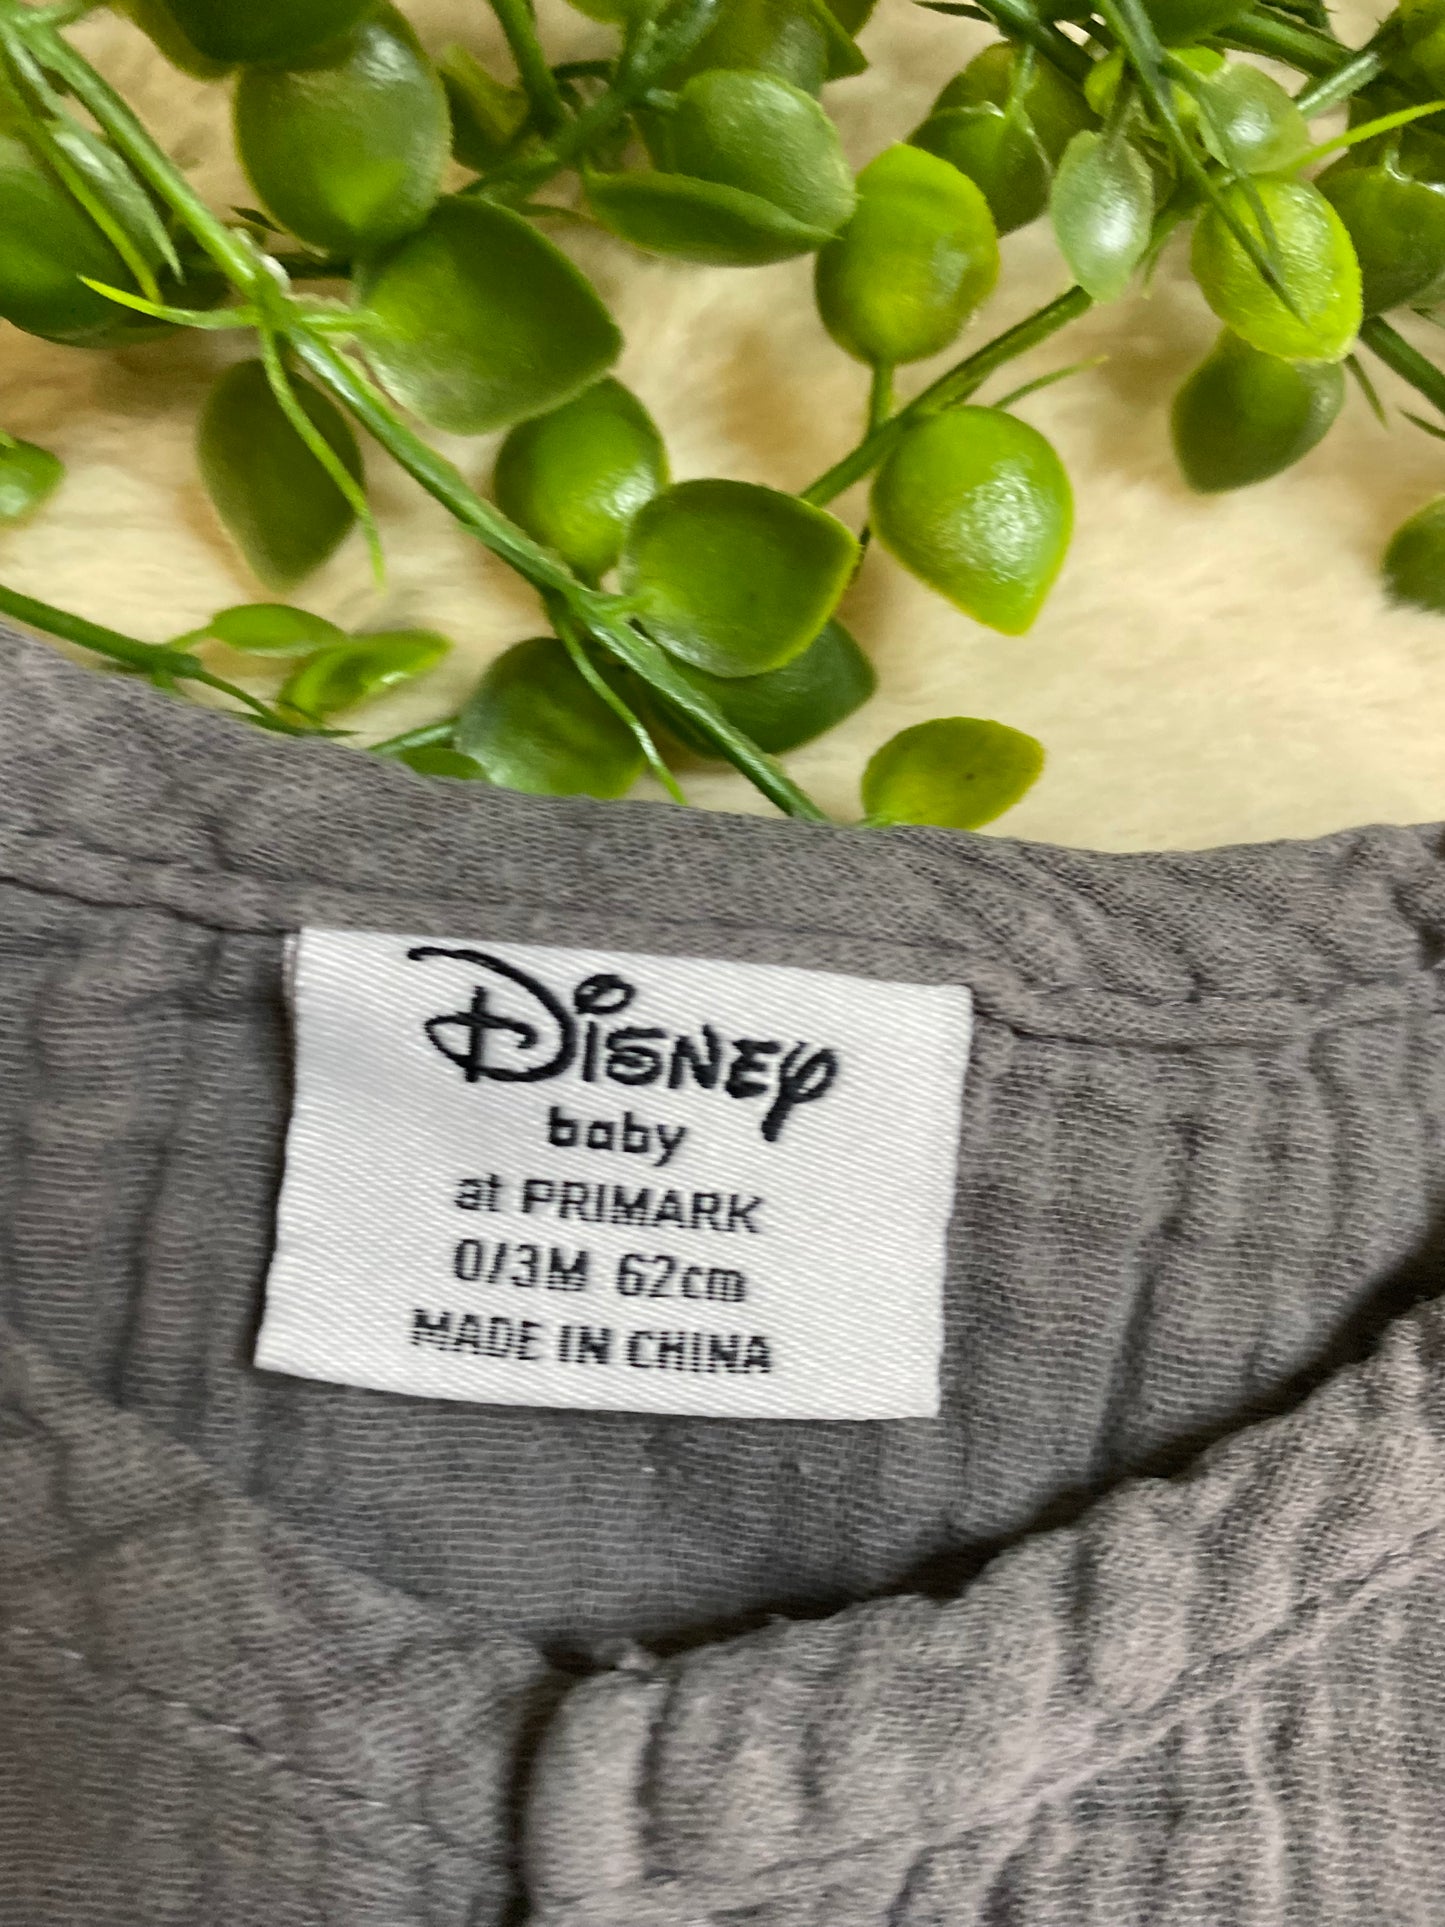 Disney
baby
at PRIMARK
0/3M 62cm
MADE IN CHINA